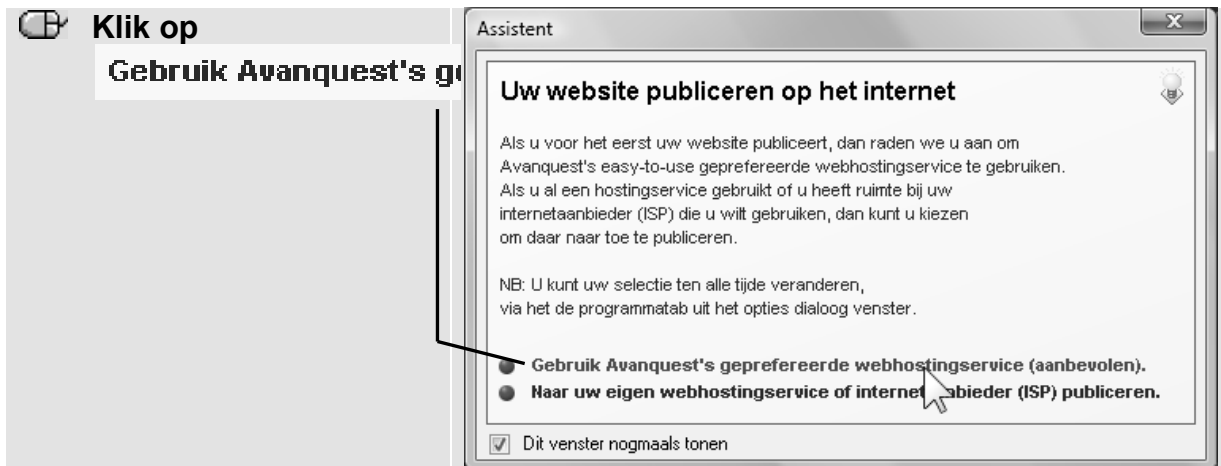 Klik op
Gebruik Avanquest's
Assistent
Uw website publiceren op het internet
Als u voor het eerst uw website publiceert, dan raden we u aan om
Avanquest's easy-to-use geprefereerde webhostingservice te gebruiken.
Als u al een hostingservice gebruikt of u heeft ruimte bij uw
internetaanbieder (ISP) die u wilt gebruiken, dan kunt u kiezen
om daar naar toe te publiceren.
NB: U kunt uw selectie ten alle tijde veranderen,
via het de programmatab uit het opties dialoog venster.
Gebruik Avanquest's geprefereerde webhostingservice (aanbevolen).
Naar uw eigen webhostingservice of (ISP) publiceren.
Dit venster nogmaals tonen